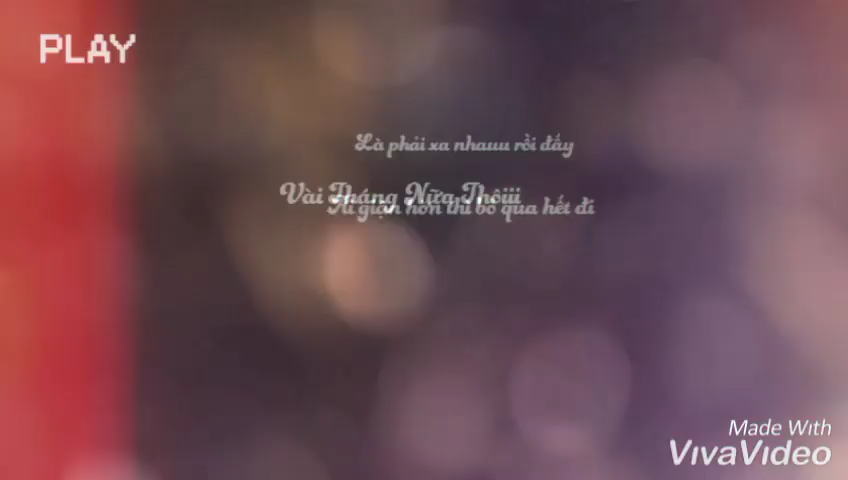 PLAY
Là phải xa nhauu rồi đấy
Vài Tháng Nữa Thôiii
Ai giận hờn thì bỏ qua hết đi
Made With
VivaVideo